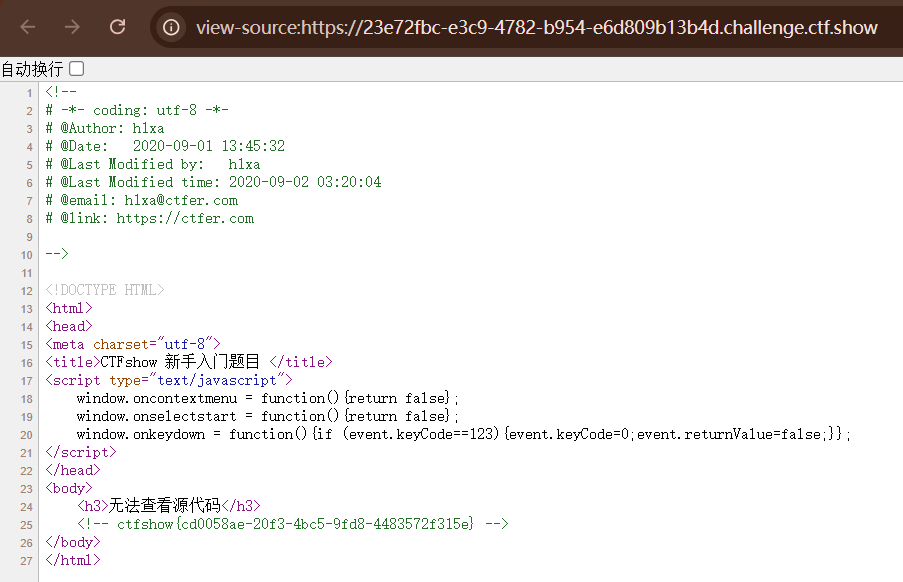 view-source:https://23e72fbc-e3c9-4782-b954-e6d809b13b4d.challenge.ctf.show
自动换行
1 <!--
2 # -*- coding: utf-8 -*-
3 # @Author: h1xa
4 # @Date:   2020-09-01 13:45:32
5 # @Last Modified by:   h1xa
6 # @Last Modified time: 2020-09-02 03:20:04
7 # @email: h1xa@ctfer.com
8 # @link: https://ctfer.com
9
10 -->
11
12 <!DOCTYPE HTML>
13 <html>
14 <head>
15 <meta charset="utf-8">
16 <title>CTFshow 新手入门题目 </title>
17 <script type="text/javascript">
18     window.oncontextmenu = function(){return false};
19     window.onselectstart = function(){return false};
20     window.onkeydown = function(){if (event.keyCode==123){event.keyCode=0;event.returnValue=false;}};
21 </script>
22 </head>
23 <body>
24     <h3>无法查看源代码</h3>
25     <!-- ctfshow{cd0058ae-20f3-4bc5-9fd8-4483572f315e} -->
26 </body>
27 </html>